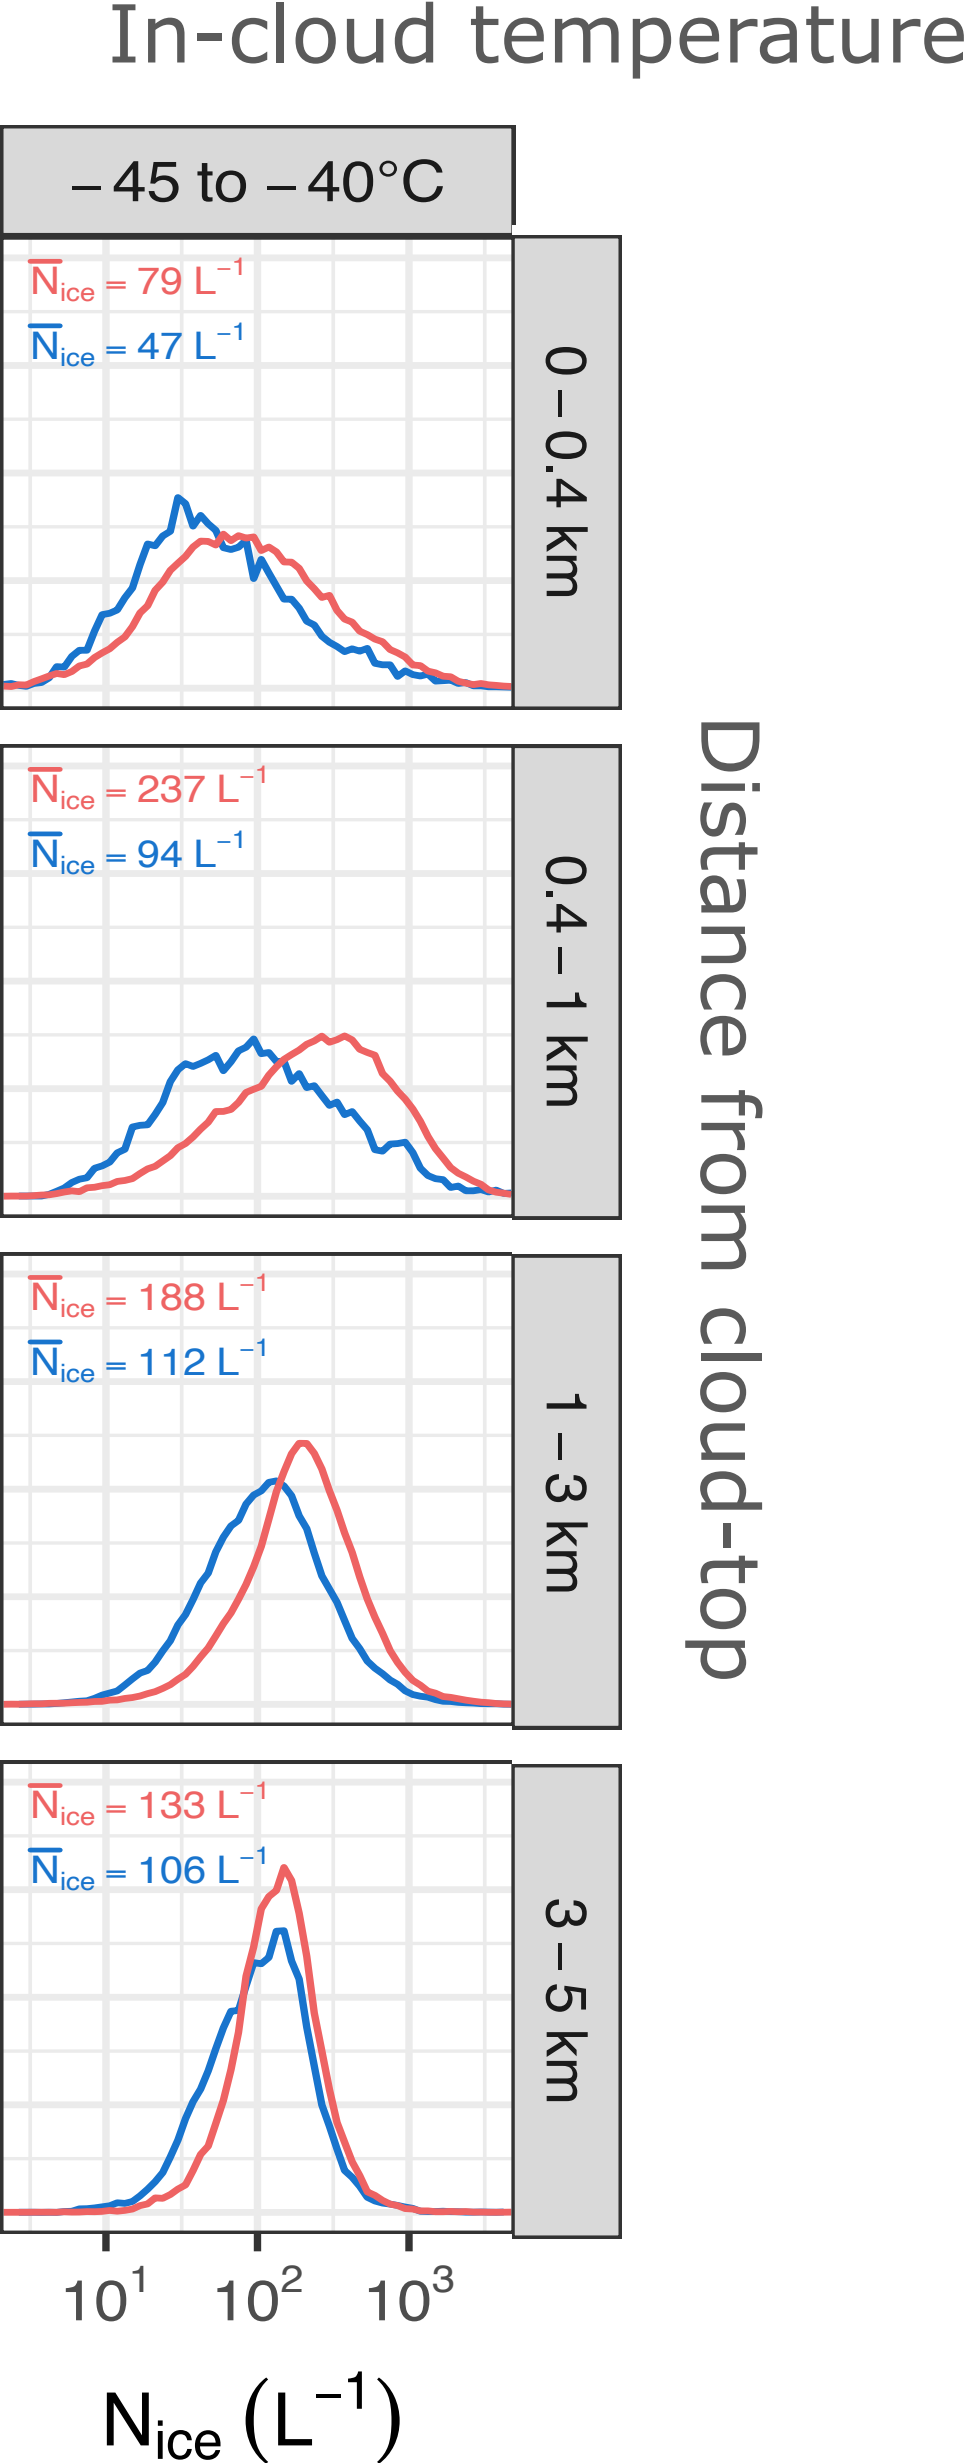 In-cloud temperature
−45 to −40°C
N̅ice = 79 L⁻¹
N̅ice = 47 L⁻¹
0−0.4 km
N̅ice = 237 L⁻¹
N̅ice = 94 L⁻¹
0.4−1 km
Distance from cloud-top
N̅ice = 188 L⁻¹
N̅ice = 112 L⁻¹
1−3 km
N̅ice = 133 L⁻¹
N̅ice = 106 L⁻¹
3−5 km
10¹ 10² 10³
Nice (L⁻¹)